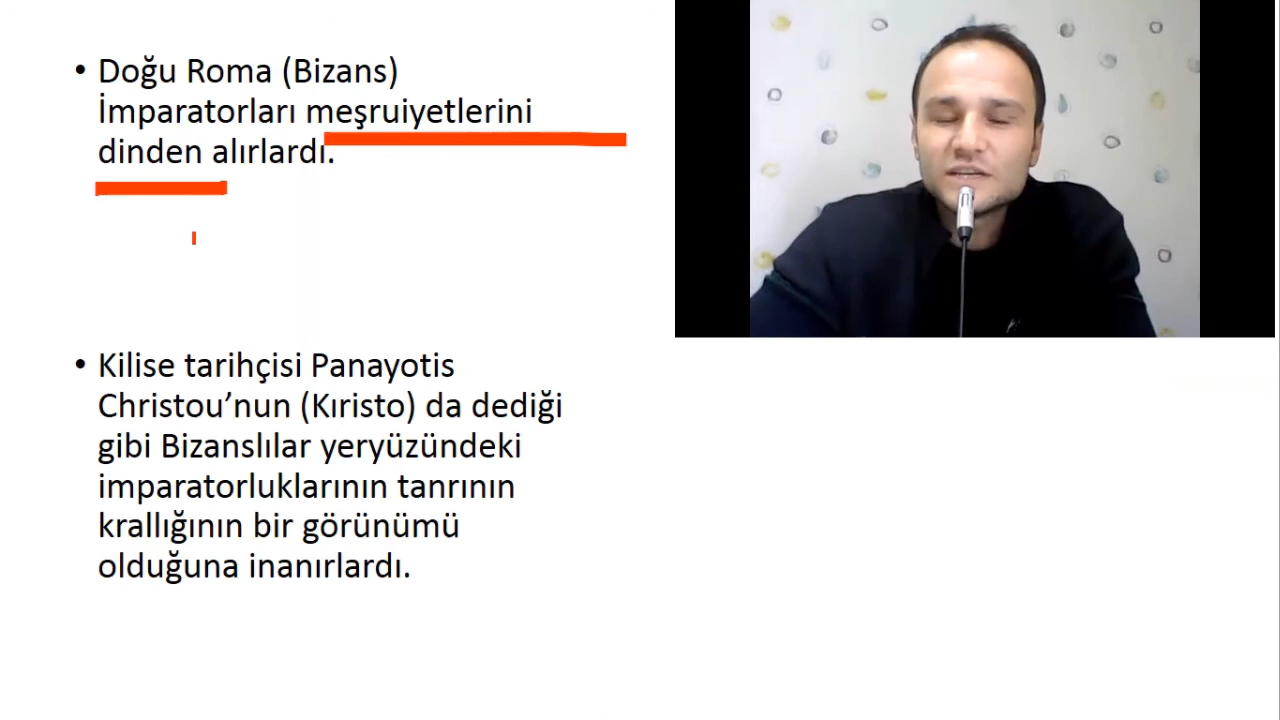 • Doğu Roma (Bizans)
İmparatorları meşruiyetlerini
dinden alırlardı.
• Kilise tarihçisi Panayotis
Christou’nun (Kıristo) da dediği
gibi Bizanslılar yeryüzündeki
imparatorluklarının tanrının
krallığının bir görünümü
olduğuna inanırlardı.